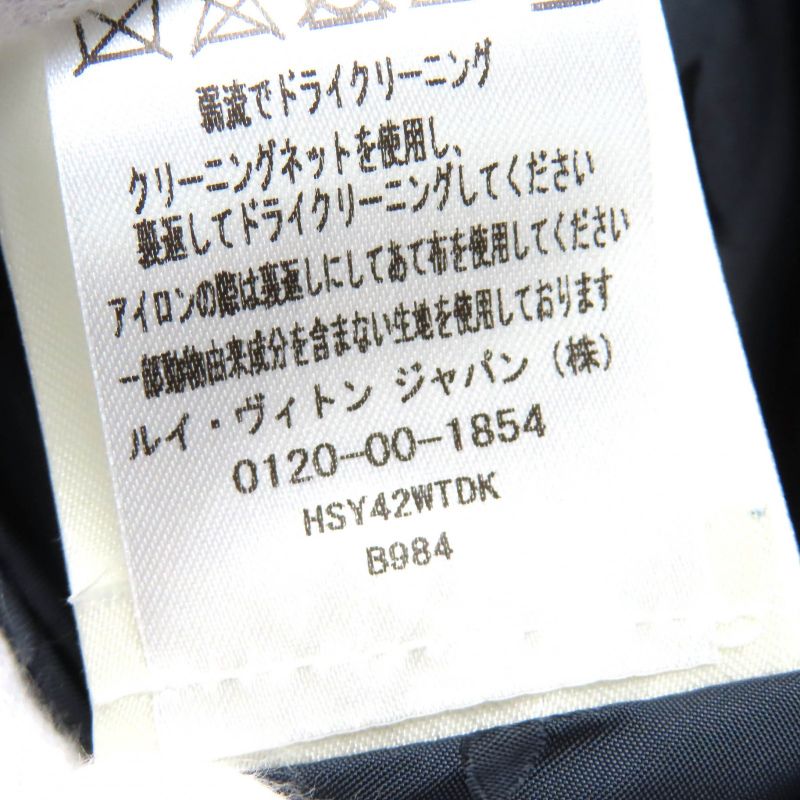 弱流でドライクリーニング
クリーニングネットを使用し、
裏返してドライクリーニングしてください
アイロンの際は裏返しにしてあて布を使用してください
一部動物由来成分を含まない生地を使用しております
ルイ・ヴィトン ジャパン (株)
0120-00-1854
HSY42WTDK
B984